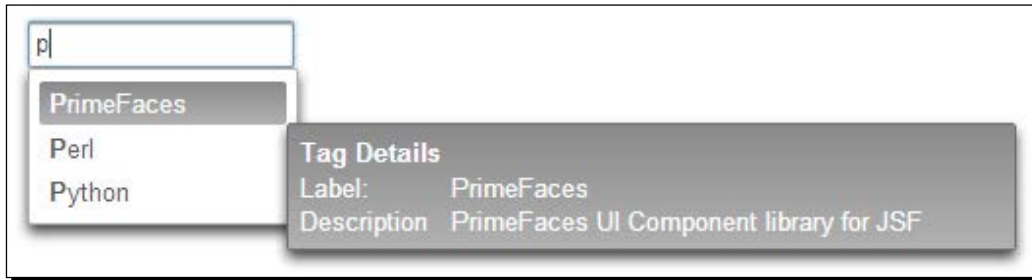 p
PrimeFaces
Perl
Python
Tag Details
Label: PrimeFaces
Description PrimeFaces UI Component library for JSF